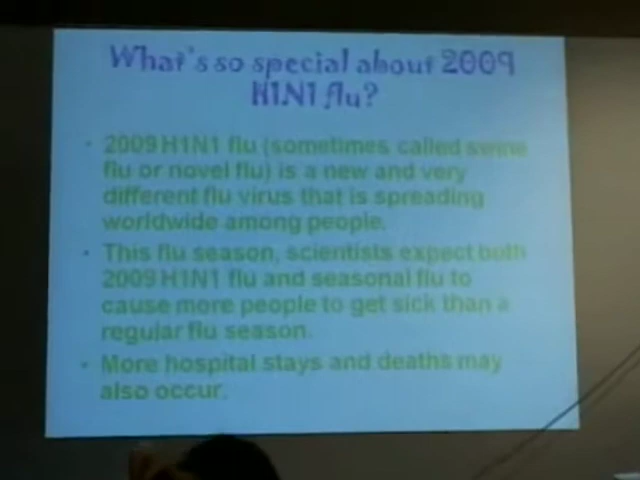 What's so special about 2009
H1N1 flu?
• 2009 H1N1 flu (sometimes called swine
flu or novel flu) is a new and very
different flu virus that is spreading
worldwide among people.
• This flu season, scientists expect both
2009 H1N1 flu and seasonal flu to
cause more people to get sick than a
regular flu season.
• More hospital stays and deaths may
also occur.